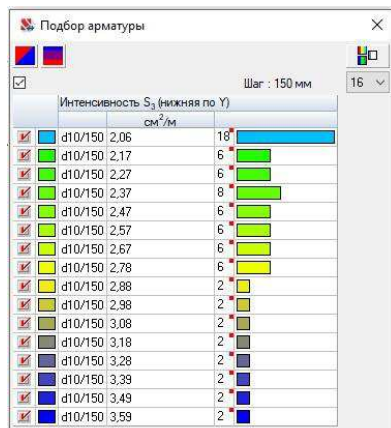 Подбор арматуры
Шаг : 150 мм 16
Интенсивность S3 (нижняя по Y)
см²/м
d10/150 2,06 18
d10/150 2,17 6
d10/150 2,27 6
d10/150 2,37 8
d10/150 2,47 6
d10/150 2,57 6
d10/150 2,67 6
d10/150 2,78 6
d10/150 2,88 2
d10/150 2,98 2
d10/150 3,08 2
d10/150 3,18 2
d10/150 3,28 2
d10/150 3,39 2
d10/150 3,49 2
d10/150 3,59 2